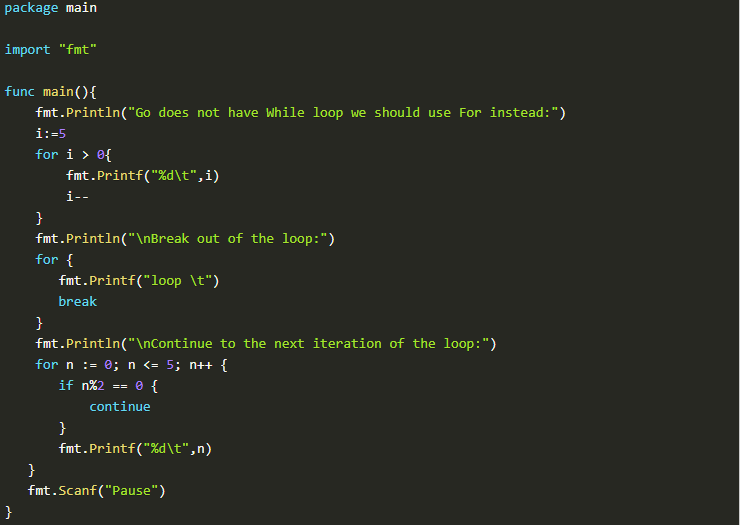 package main
import "fmt"
func main(){
    fmt.Println("Go does not have While loop we should use For instead:")
    i:=5
    for i > 0{
        fmt.Printf("%d\t",i)
        i--
    }
    fmt.Println("\nBreak out of the loop:")
    for {
       fmt.Printf("loop \t")
       break
    }
    fmt.Println("\nContinue to the next iteration of the loop:")
    for n := 0; n <= 5; n++ {
       if n%2 == 0 {
           continue
       }
       fmt.Printf("%d\t",n)
   }
   fmt.Scanf("Pause")
}